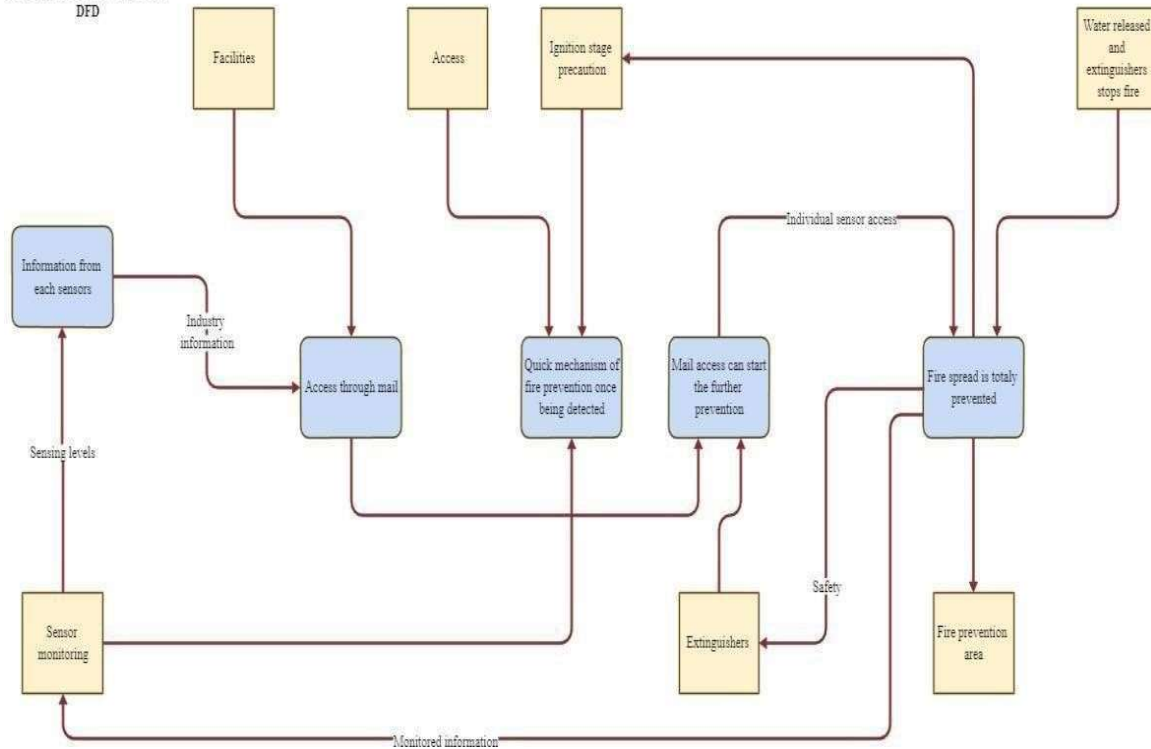 DFD
Facilities
Access
Ignition stage
precaution
Water released
and
extinguishers
stops fire
Individual sensor access
Information from
each sensors
Industry
information
Access through mail
Quick mechanism of
fire prevention once
being detected
Mail access can start
the further
prevention
Fire spread is totaly
prevented
Sensing levels
Safety
Sensor
monitoring
Extinguishers
Fire prevention
area
Monitored information